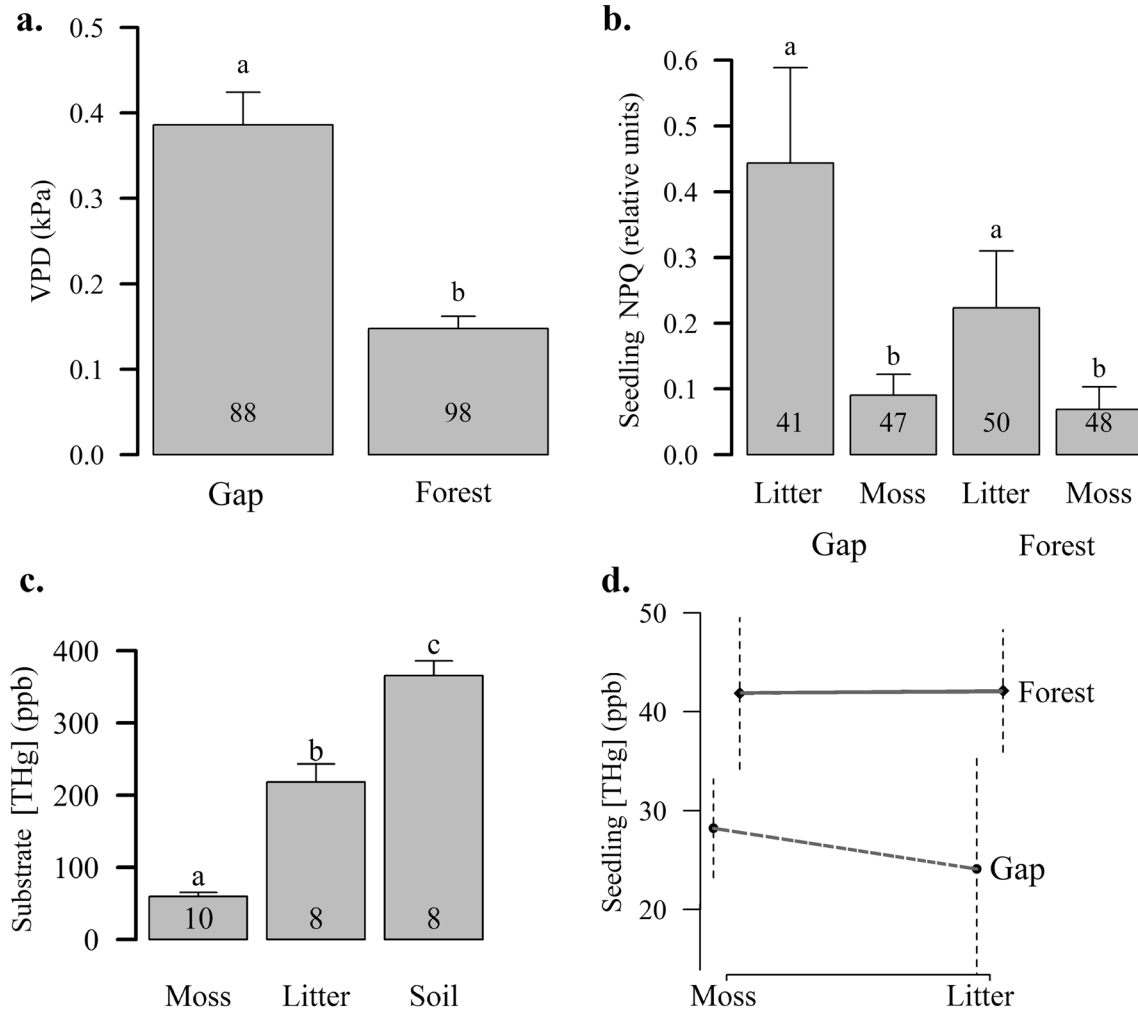 a.
VPD (kPa)
0.5
0.4
0.3
0.2
0.1
0.0
a
b
88
98
Gap Forest
b.
Seedling NPQ (relative units)
0.6
0.5
0.4
0.3
0.2
0.1
0.0
a
b
a
b
41 47 50 48
Litter Moss Litter Moss
Gap Forest
c.
Substrate [THg] (ppb)
400
300
200
100
0
a
b
c
10 8 8
Moss Litter Soil
d.
Seedling [THg] (ppb)
50
40
30
20
Forest
Gap
Moss Litter